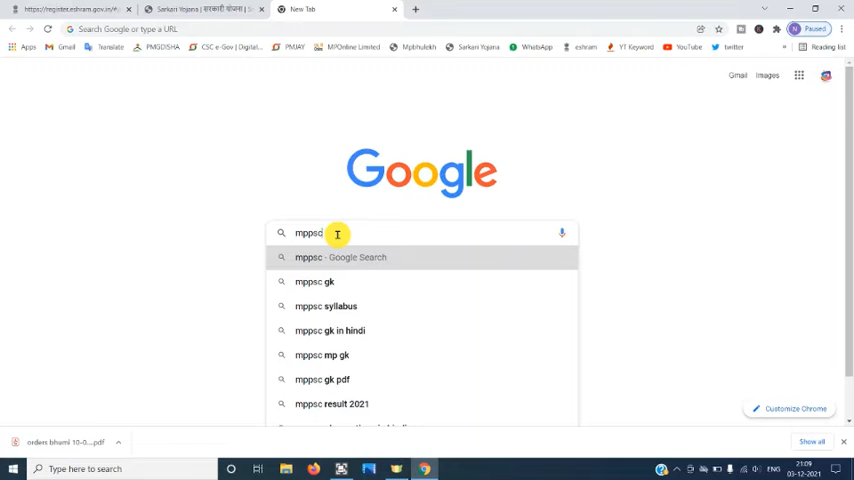 https://register.eshram.gov.in/#
Sarkari Yojana | सरकारी योजना | S
New Tab
Search Google or type a URL
Paused
Apps
Gmail
Translate
PMGDISHA
CSC e-Gov | Digital...
PMJAY
MPOnline Limited
Mpbhulekh
Sarkari Yojana
WhatsApp
eshram
YT Keyword
YouTube
twitter
»
Reading list
Gmail Images
Google
mppsc
mppsc - Google Search
mppsc gk
mppsc syllabus
mppsc gk in hindi
mppsc mp gk
mppsc gk pdf
mppsc result 2021
Customize Chrome
orders bhumi 10-0....pdf
Show all
Type here to search
ENG
21:09
03-12-2021